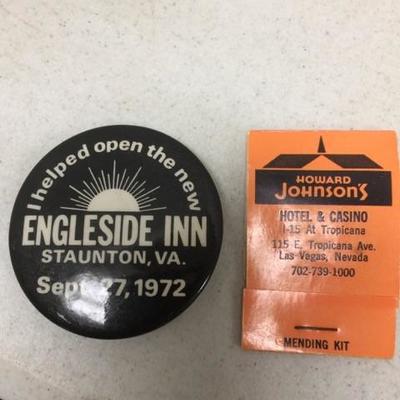 I helped open the new
ENGLESIDE INN
STAUNTON, VA.
Sept. 27, 1972
HOWARD
JOHNSON'S
HOTEL & CASINO
I-15 At Tropicana
115 E. Tropicana Ave.
Las Vegas, Nevada
702-739-1000
MENDING KIT